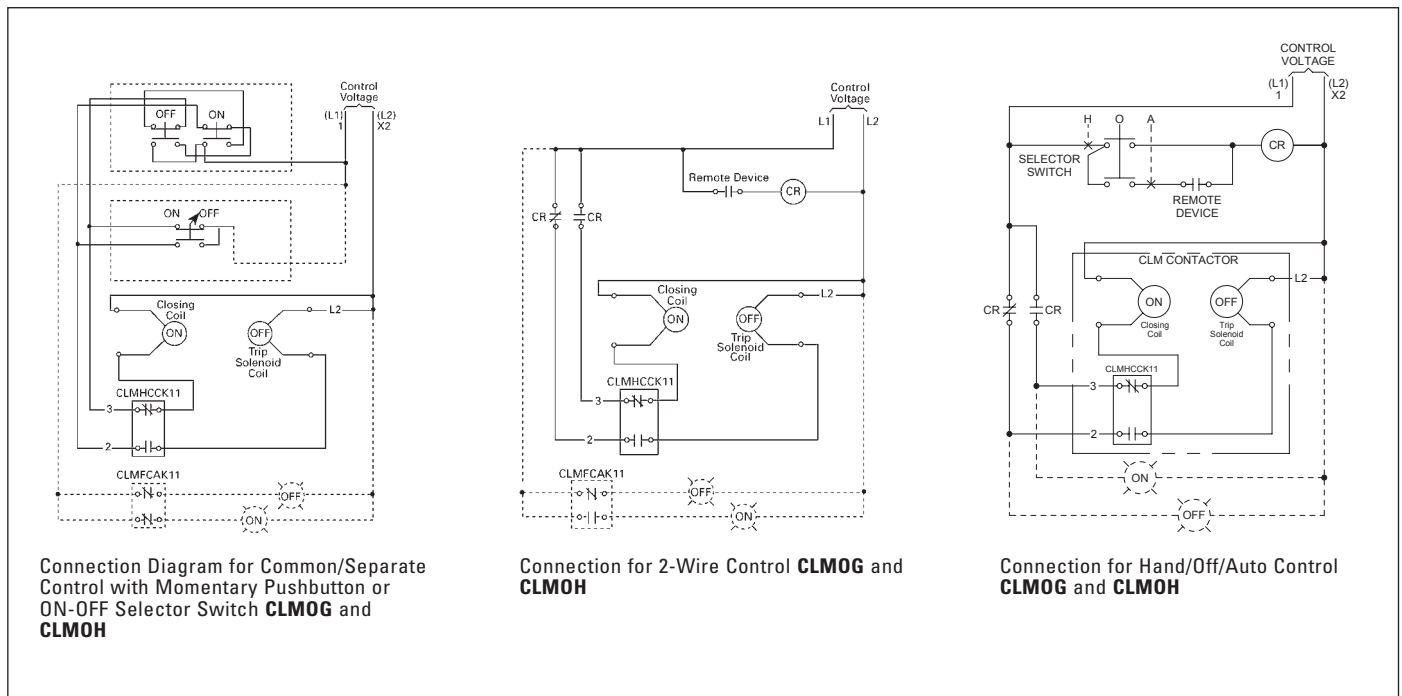 Control
Voltage
(L1) (L2)
1 X2
OFF ON
ON OFF
Closing
Coil
ON
L2
OFF
Trip
Solenoid
Coil
CLMHCCK11
3
2
CLMFCAK11
OFF
ON
Connection Diagram for Common/Separate
Control with Momentary Pushbutton or
ON-OFF Selector Switch CLMOG and
CLMOH
Control
Voltage
L1 L2
Remote Device
CR
CR CR
Closing
Coil
ON
L2
OFF
Trip
Solenoid
Coil
CLMHCCK11
3
2
CLMFCAK11
OFF
ON
Connection for 2-Wire Control CLMOG and
CLMOH
CONTROL
VOLTAGE
(L1) (L2)
1 X2
H O A
CR
SELECTOR
SWITCH
REMOTE
DEVICE
CLM CONTACTOR
L2
CR CR
ON
Closing
Coil
OFF
Trip
Solenoid
Coil
CLMHCCK11
3
2
ON
OFF
Connection for Hand/Off/Auto Control
CLMOG and CLMOH